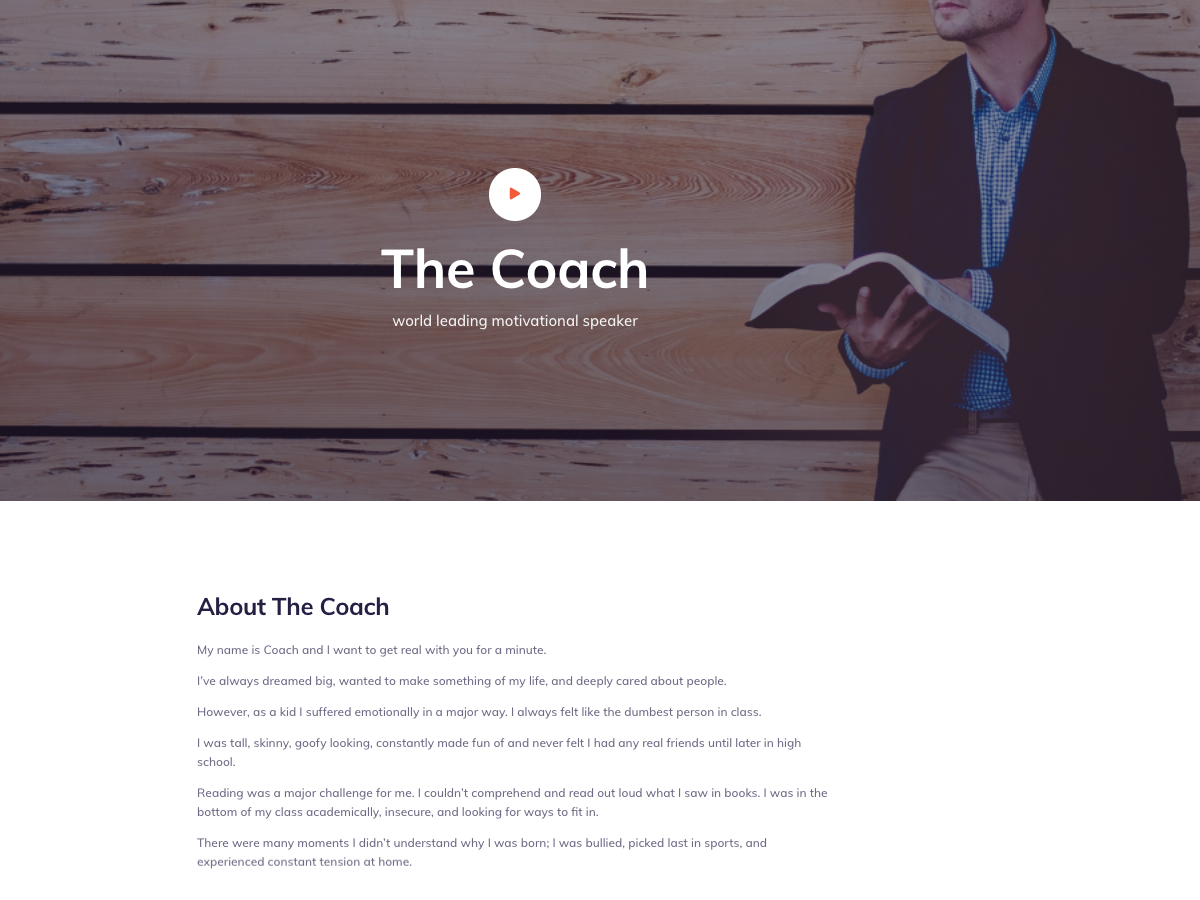 The Coach
world leading motivational speaker
About The Coach
My name is Coach and I want to get real with you for a minute.
I've always dreamed big, wanted to make something of my life, and deeply cared about people.
However, as a kid I suffered emotionally in a major way. I always felt like the dumbest person in class.
I was tall, skinny, goofy looking, constantly made fun of and never felt I had any real friends until later in high
school.
Reading was a major challenge for me. I couldn't comprehend and read out loud what I saw in books. I was in the
bottom of my class academically, insecure, and looking for ways to fit in.
There were many moments I didn't understand why I was born; I was bullied, picked last in sports, and
experienced constant tension at home.